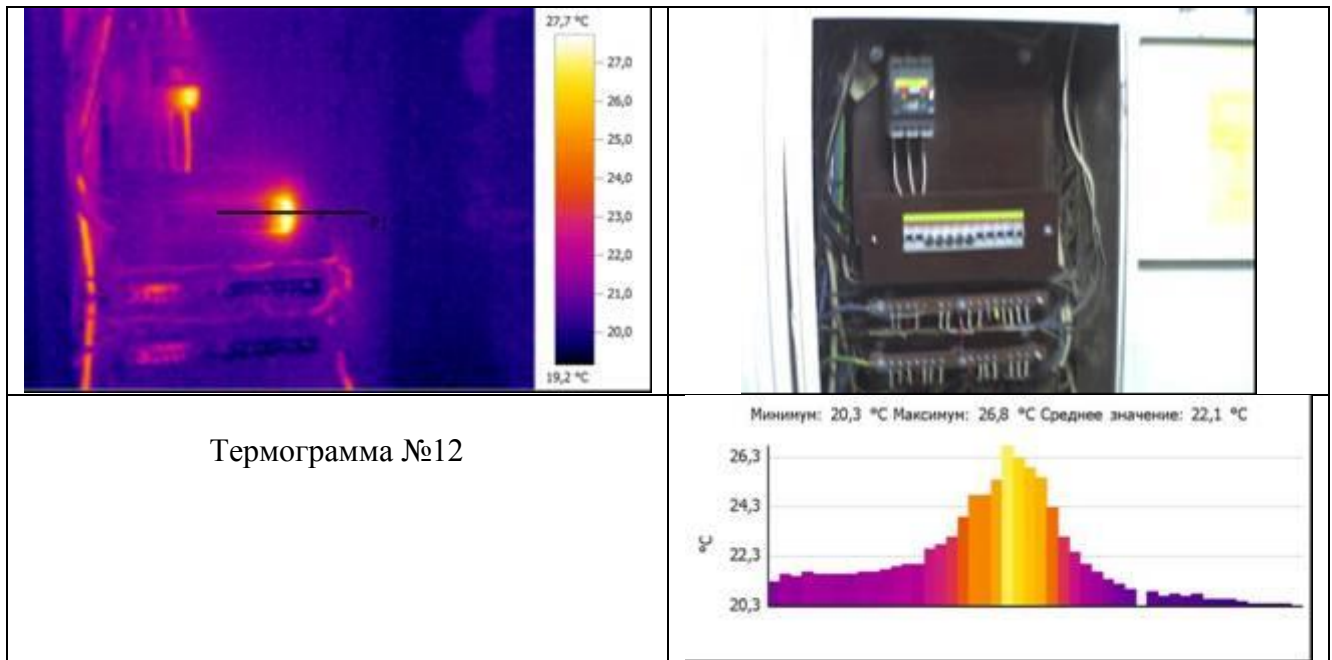 27,7 °C
27,0
26,0
25,0
24,0
23,0
22,0
21,0
20,0
19,2 °C
Термограмма №12
Минимум: 20,3 °C Максимум: 26,8 °C Среднее значение: 22,1 °C
26,3
24,3
22,3
20,3
°C